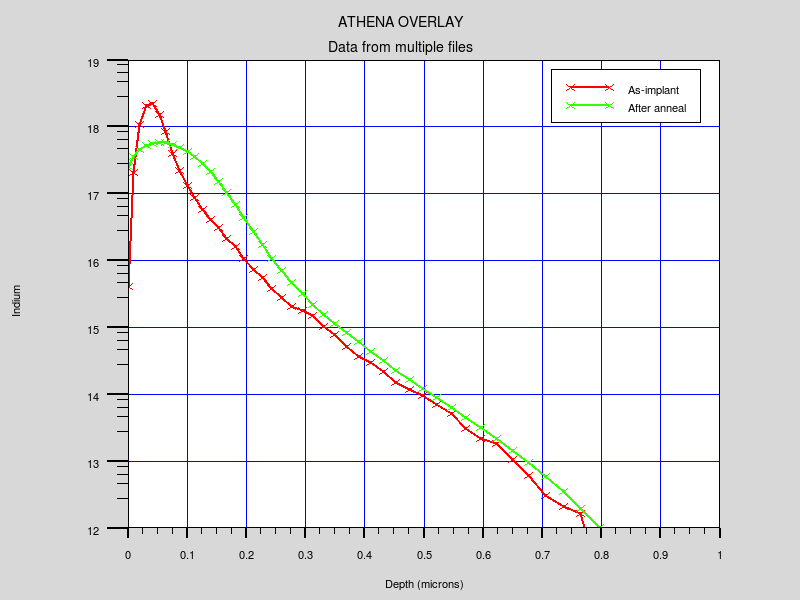 ATHENA OVERLAY
Data from multiple files
As-implant
After anneal
19
18
17
16
15
14
13
12
Indium
0 0.1 0.2 0.3 0.4 0.5 0.6 0.7 0.8 0.9 1
Depth (microns)